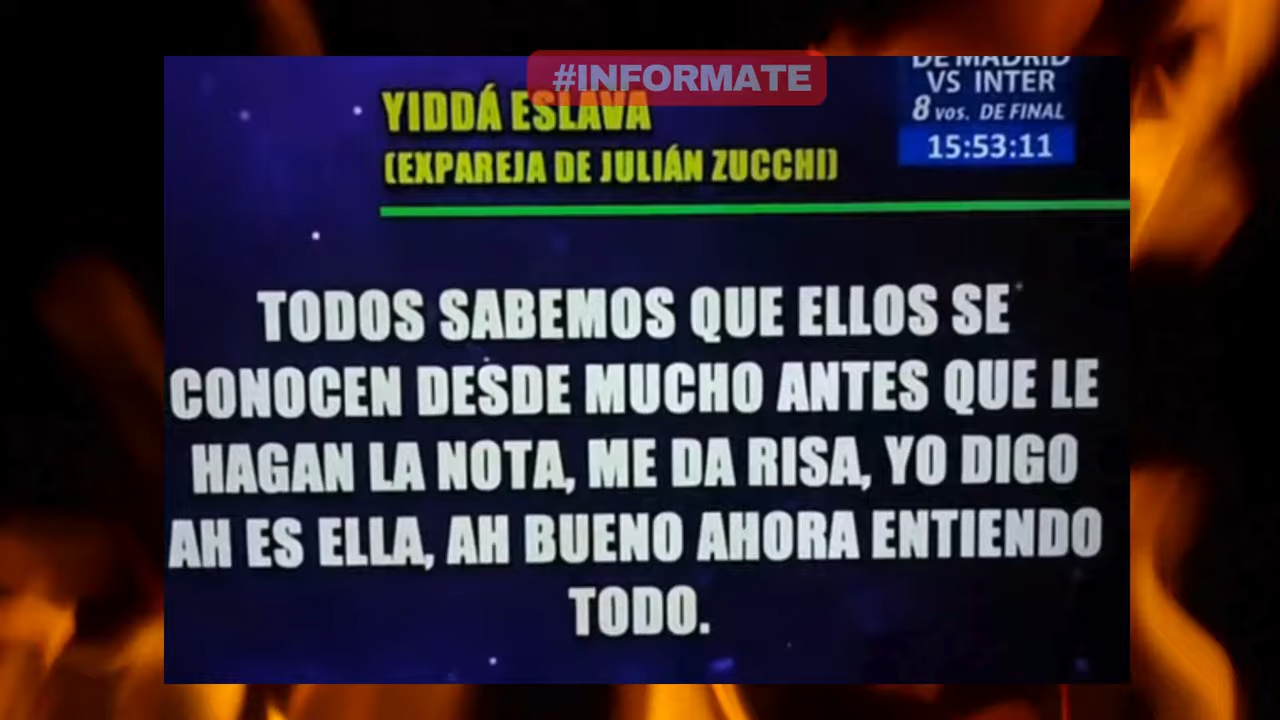 #INFORMATE
YIDDÁ ESLAVA
(EXPAREJA DE JULIÁN ZUCCHI)
DE MADRID
VS INTER
8 vos. DE FINAL
15:53:11
TODOS SABEMOS QUE ELLOS SE
CONOCEN DESDE MUCHO ANTES QUE LE
HAGAN LA NOTA, ME DA RISA, YO DIGO
AH ES ELLA, AH BUENO AHORA ENTIENDO
TODO.